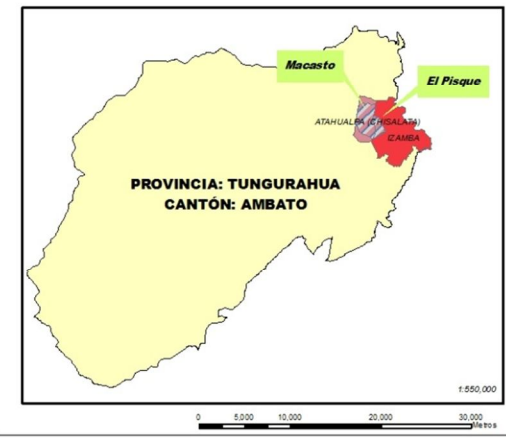 Macasto
El Pisque
ATAHUALPA (CHISALATA)
IZAMBA
PROVINCIA: TUNGURAHUA
CANTÓN: AMBATO
1:550,000
0 5,000 10,000 20,000 30,000
Metros